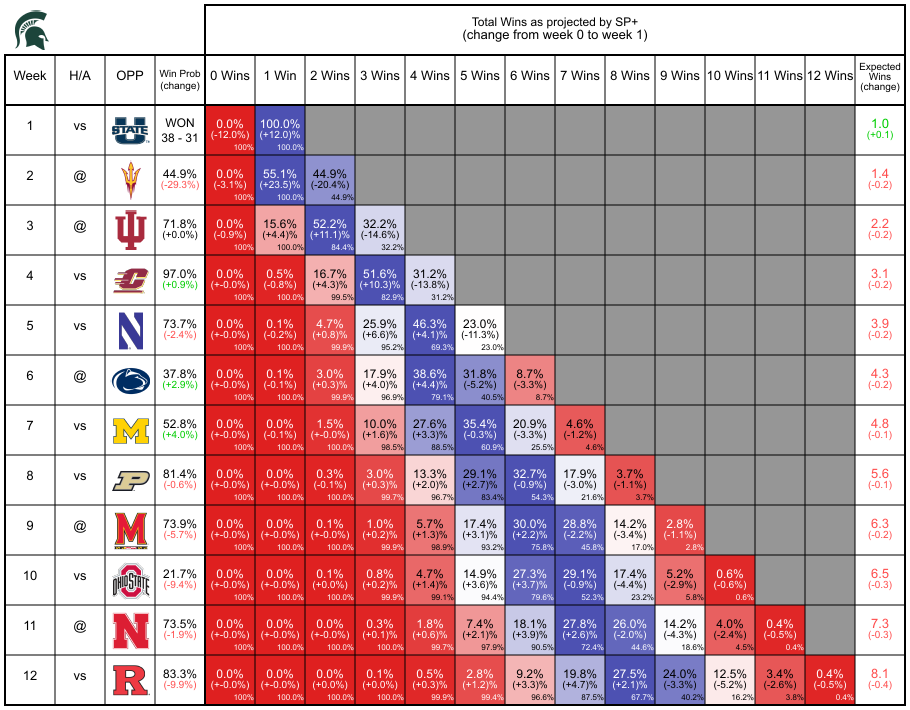 Total Wins as projected by SP+
(change from week 0 to week 1)
Week H/A OPP Win Prob (change) 0 Wins 1 Win 2 Wins 3 Wins 4 Wins 5 Wins 6 Wins 7 Wins 8 Wins 9 Wins 10 Wins 11 Wins 12 Wins Expected Wins (change)
1 vs STATE WON 0.0% 100.0% 1.0
38 - 31 (-12.0%) (+12.0)% (+0.1)
100% 100.0%
2 @ 44.9% 0.0% 55.1% 44.9% 1.4
(-29.3%) (-3.1%) (+23.5)% (-20.4%) (-0.2)
100% 100.0% 44.9%
3 @ 71.8% 0.0% 15.6% 52.2% 32.2% 2.2
(+0.0%) (-0.9%) (+4.4)% (+11.1)% (-14.6%) (-0.2)
100% 100.0% 84.4% 32.2%
4 vs C 97.0% 0.0% 0.5% 16.7% 51.6% 31.2% 3.1
(+0.9%) (+-0.0%) (-0.8%) (+4.3)% (+10.3)% (-13.8%) (-0.2)
100% 100.0% 99.5% 82.9% 31.2%
5 vs N 73.7% 0.0% 0.1% 4.7% 25.9% 46.3% 23.0% 3.9
(-2.4%) (+-0.0%) (-0.2%) (+0.8)% (+6.6)% (+4.1)% (-11.3%) (-0.2)
100% 100.0% 99.9% 95.2% 69.3% 23.0%
6 @ 37.8% 0.0% 0.1% 3.0% 17.9% 38.6% 31.8% 8.7% 4.3
(+2.9%) (+-0.0%) (-0.1%) (+0.3)% (+4.0)% (+4.4)% (-5.2%) (-3.3%) (-0.2)
100% 100.0% 99.9% 96.9% 79.1% 40.5% 8.7%
7 vs M 52.8% 0.0% 0.0% 1.5% 10.0% 27.6% 35.4% 20.9% 4.6% 4.8
(+4.0%) (+-0.0%) (-0.1%) (-0.0%) (+1.6)% (+3.3)% (-0.3%) (-3.3%) (-1.2%) (-0.1)
100% 100.0% 100.0% 98.5% 88.5% 60.9% 25.5% 4.6%
8 vs P 81.4% 0.0% 0.0% 0.3% 3.0% 13.3% 29.1% 32.7% 17.9% 3.7% 5.6
(-0.6%) (+-0.0%) (-0.0%) (-0.1%) (+0.3)% (+2.0)% (+2.7)% (-0.9%) (-3.0%) (-1.1%) (-0.1)
100% 100.0% 100.0% 99.7% 96.7% 83.4% 54.3% 21.6% 3.7%
9 @ M 73.9% 0.0% 0.0% 0.1% 1.0% 5.7% 17.4% 30.0% 28.8% 14.2% 2.8% 6.3
(-5.7%) (+-0.0%) (+-0.0%) (-0.0%) (+0.2)% (+1.3)% (+3.1)% (+2.2)% (-2.2%) (-3.4%) (-1.1%) (-0.2)
100% 100.0% 100.0% 99.9% 98.9% 93.2% 75.8% 45.8% 17.0% 2.8%
10 vs OHIO STATE 21.7% 0.0% 0.0% 0.1% 0.8% 4.7% 14.9% 27.3% 29.1% 17.4% 5.2% 0.6% 6.5
(-9.4%) (+-0.0%) (+-0.0%) (+0.0)% (+0.2)% (+1.4)% (+3.6)% (+3.7)% (-0.9%) (-4.4%) (-2.9%) (-0.6%) (-0.3)
100% 100.0% 100.0% 99.9% 99.1% 94.4% 79.6% 52.3% 23.2% 5.8% 0.6%
11 @ N 73.5% 0.0% 0.0% 0.0% 0.3% 1.8% 7.4% 18.1% 27.8% 26.0% 14.2% 4.0% 0.4% 7.3
(-1.9%) (+-0.0%) (+-0.0%) (+-0.0%) (+0.1)% (+0.6)% (+2.1)% (+3.9)% (+2.6)% (-2.0%) (-4.3%) (-2.4%) (-0.5%) (-0.3)
100% 100.0% 100.0% 100.0% 99.7% 97.9% 90.5% 72.4% 44.6% 18.6% 4.5% 0.4%
12 vs R 83.3% 0.0% 0.0% 0.0% 0.1% 0.5% 2.8% 9.2% 19.8% 27.5% 24.0% 12.5% 3.4% 0.4% 8.1
(-9.9%) (+-0.0%) (+-0.0%) (+-0.0%) (+0.0)% (+0.3)% (+1.2)% (+3.3)% (+4.7)% (+2.1)% (-3.3%) (-5.2%) (-2.6%) (-0.5%) (-0.4)
100% 100.0% 100.0% 100.0% 99.9% 99.4% 96.6% 87.5% 67.7% 40.2% 16.2% 3.8% 0.4%